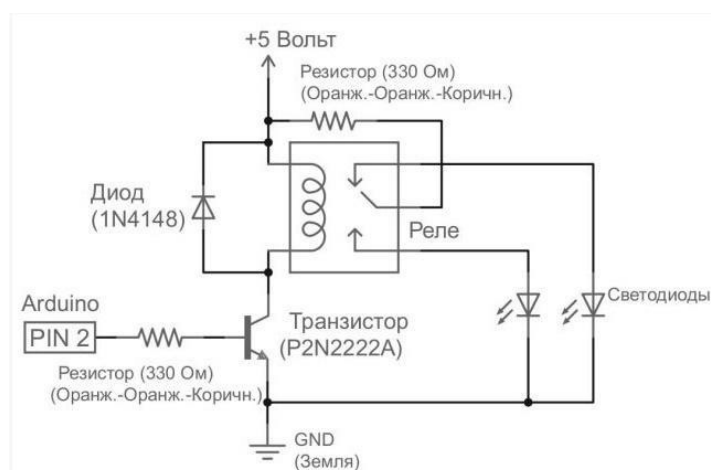 +5 Вольт
Резистор (330 Ом)
(Оранж.-Оранж.-Коричн.)
Диод
(1N4148)
Реле
Arduino
PIN 2
Транзистор
(P2N2222A)
Светодиоды
Резистор (330 Ом)
(Оранж.-Оранж.-Коричн.)
GND
(Земля)